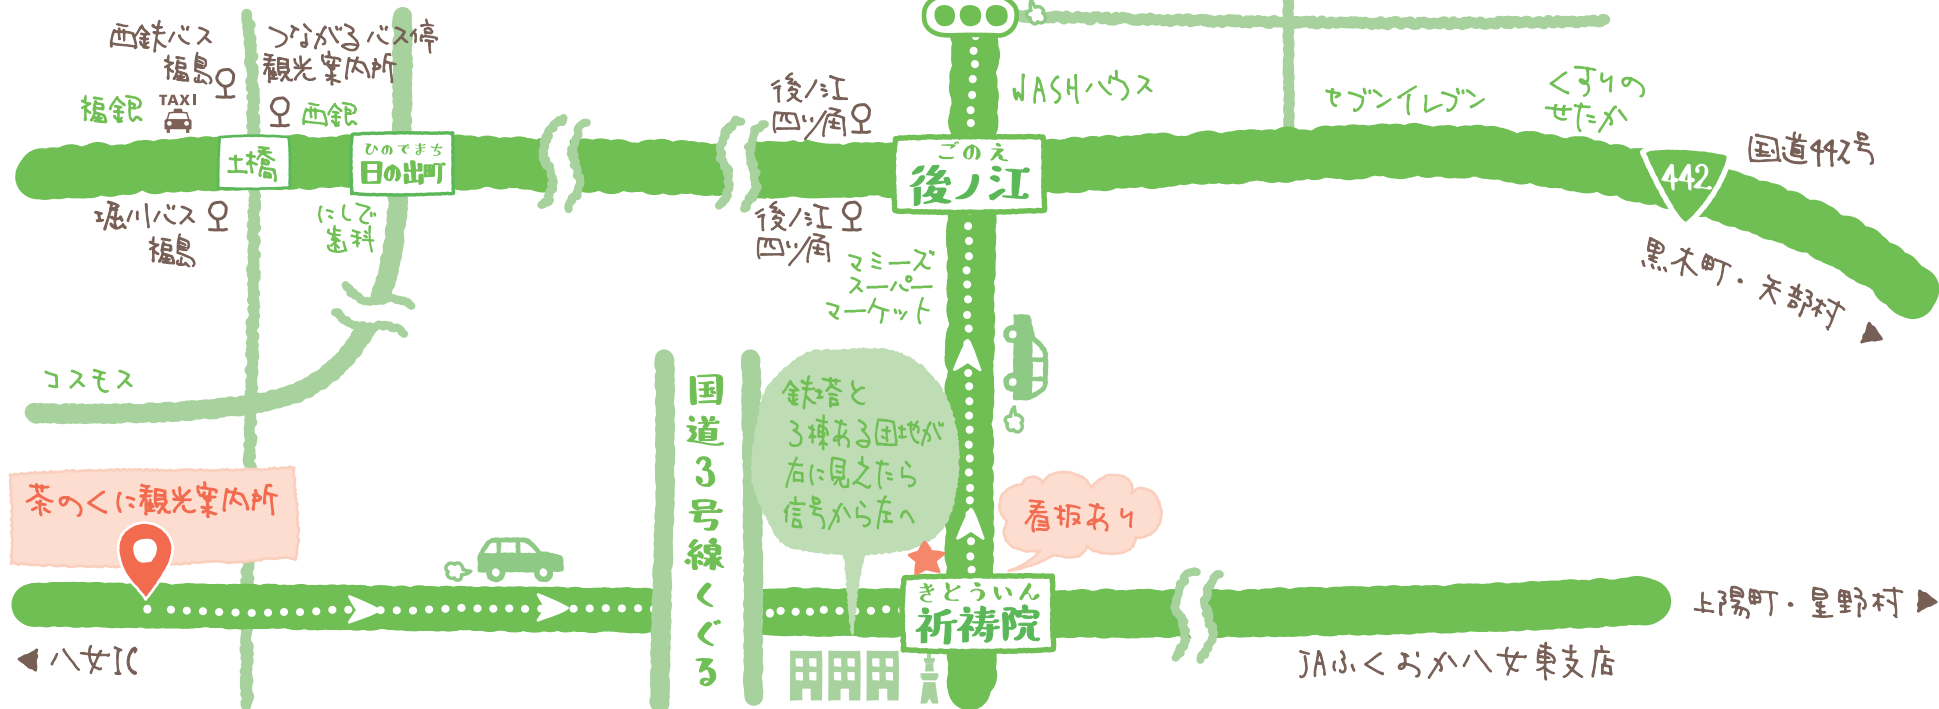 西鉄バス
福島
つながるバス停
観光案内所
福銀
TAXI
西銀
土橋
ひのでまち
日の出町
堀川バス
福島
にしで
歯科
コスモス
後ノ江
四ツ角
WASHハウス
セブンイレブン
くすりの
せたか
ごのえ
後ノ江
442
国道442号
後ノ江
四ツ角
マミーズ
スーパー
マーケット
黒木町・矢部村
国道3号線くぐる
鉄塔と
3棟ある団地が
右に見えたら
信号から左へ
茶のくに観光案内所
看板あり
きとういん
祈祷院
上陽町・星野村
八女IC
JAふくおか八女東支店